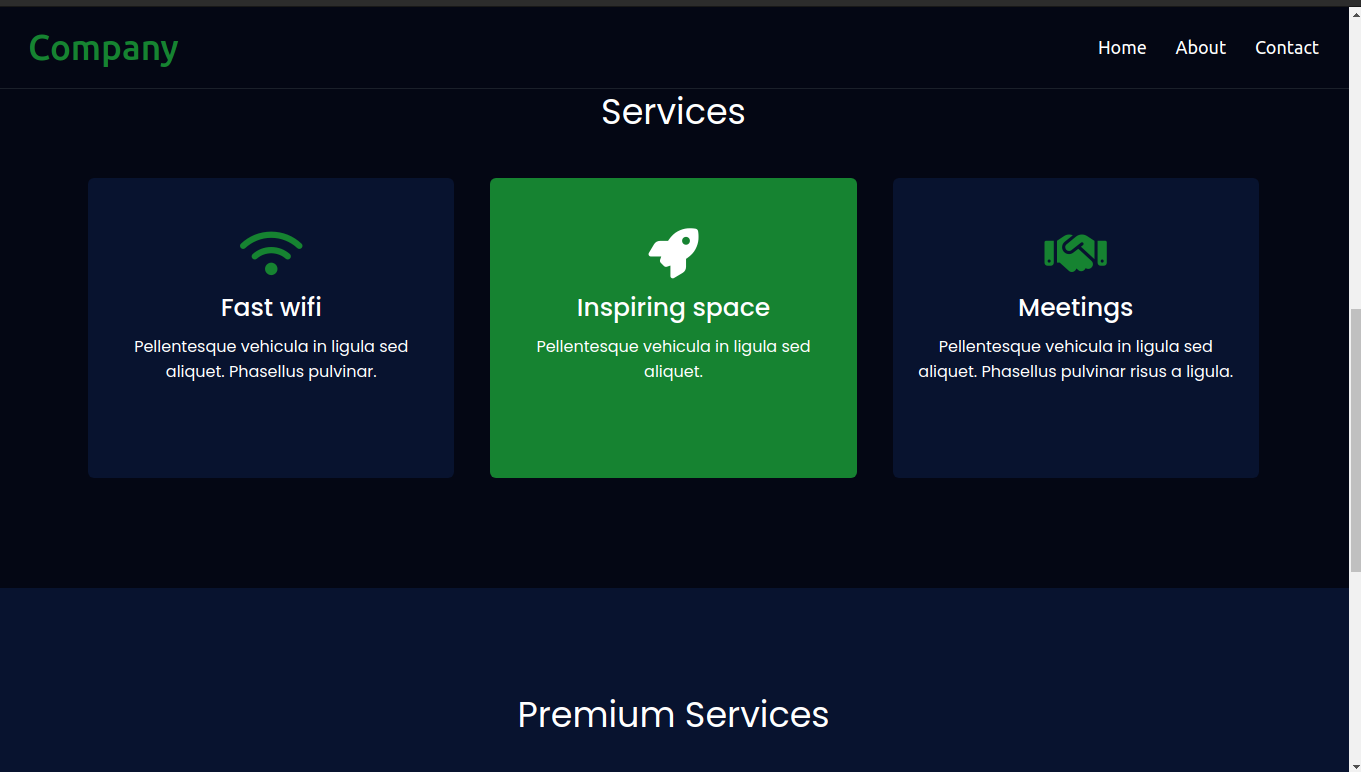 Company
Home About Contact
Services
Fast wifi
Pellentesque vehicula in ligula sed
aliquet. Phasellus pulvinar.
Inspiring space
Pellentesque vehicula in ligula sed
aliquet.
Meetings
Pellentesque vehicula in ligula sed
aliquet. Phasellus pulvinar risus a ligula.
Premium Services